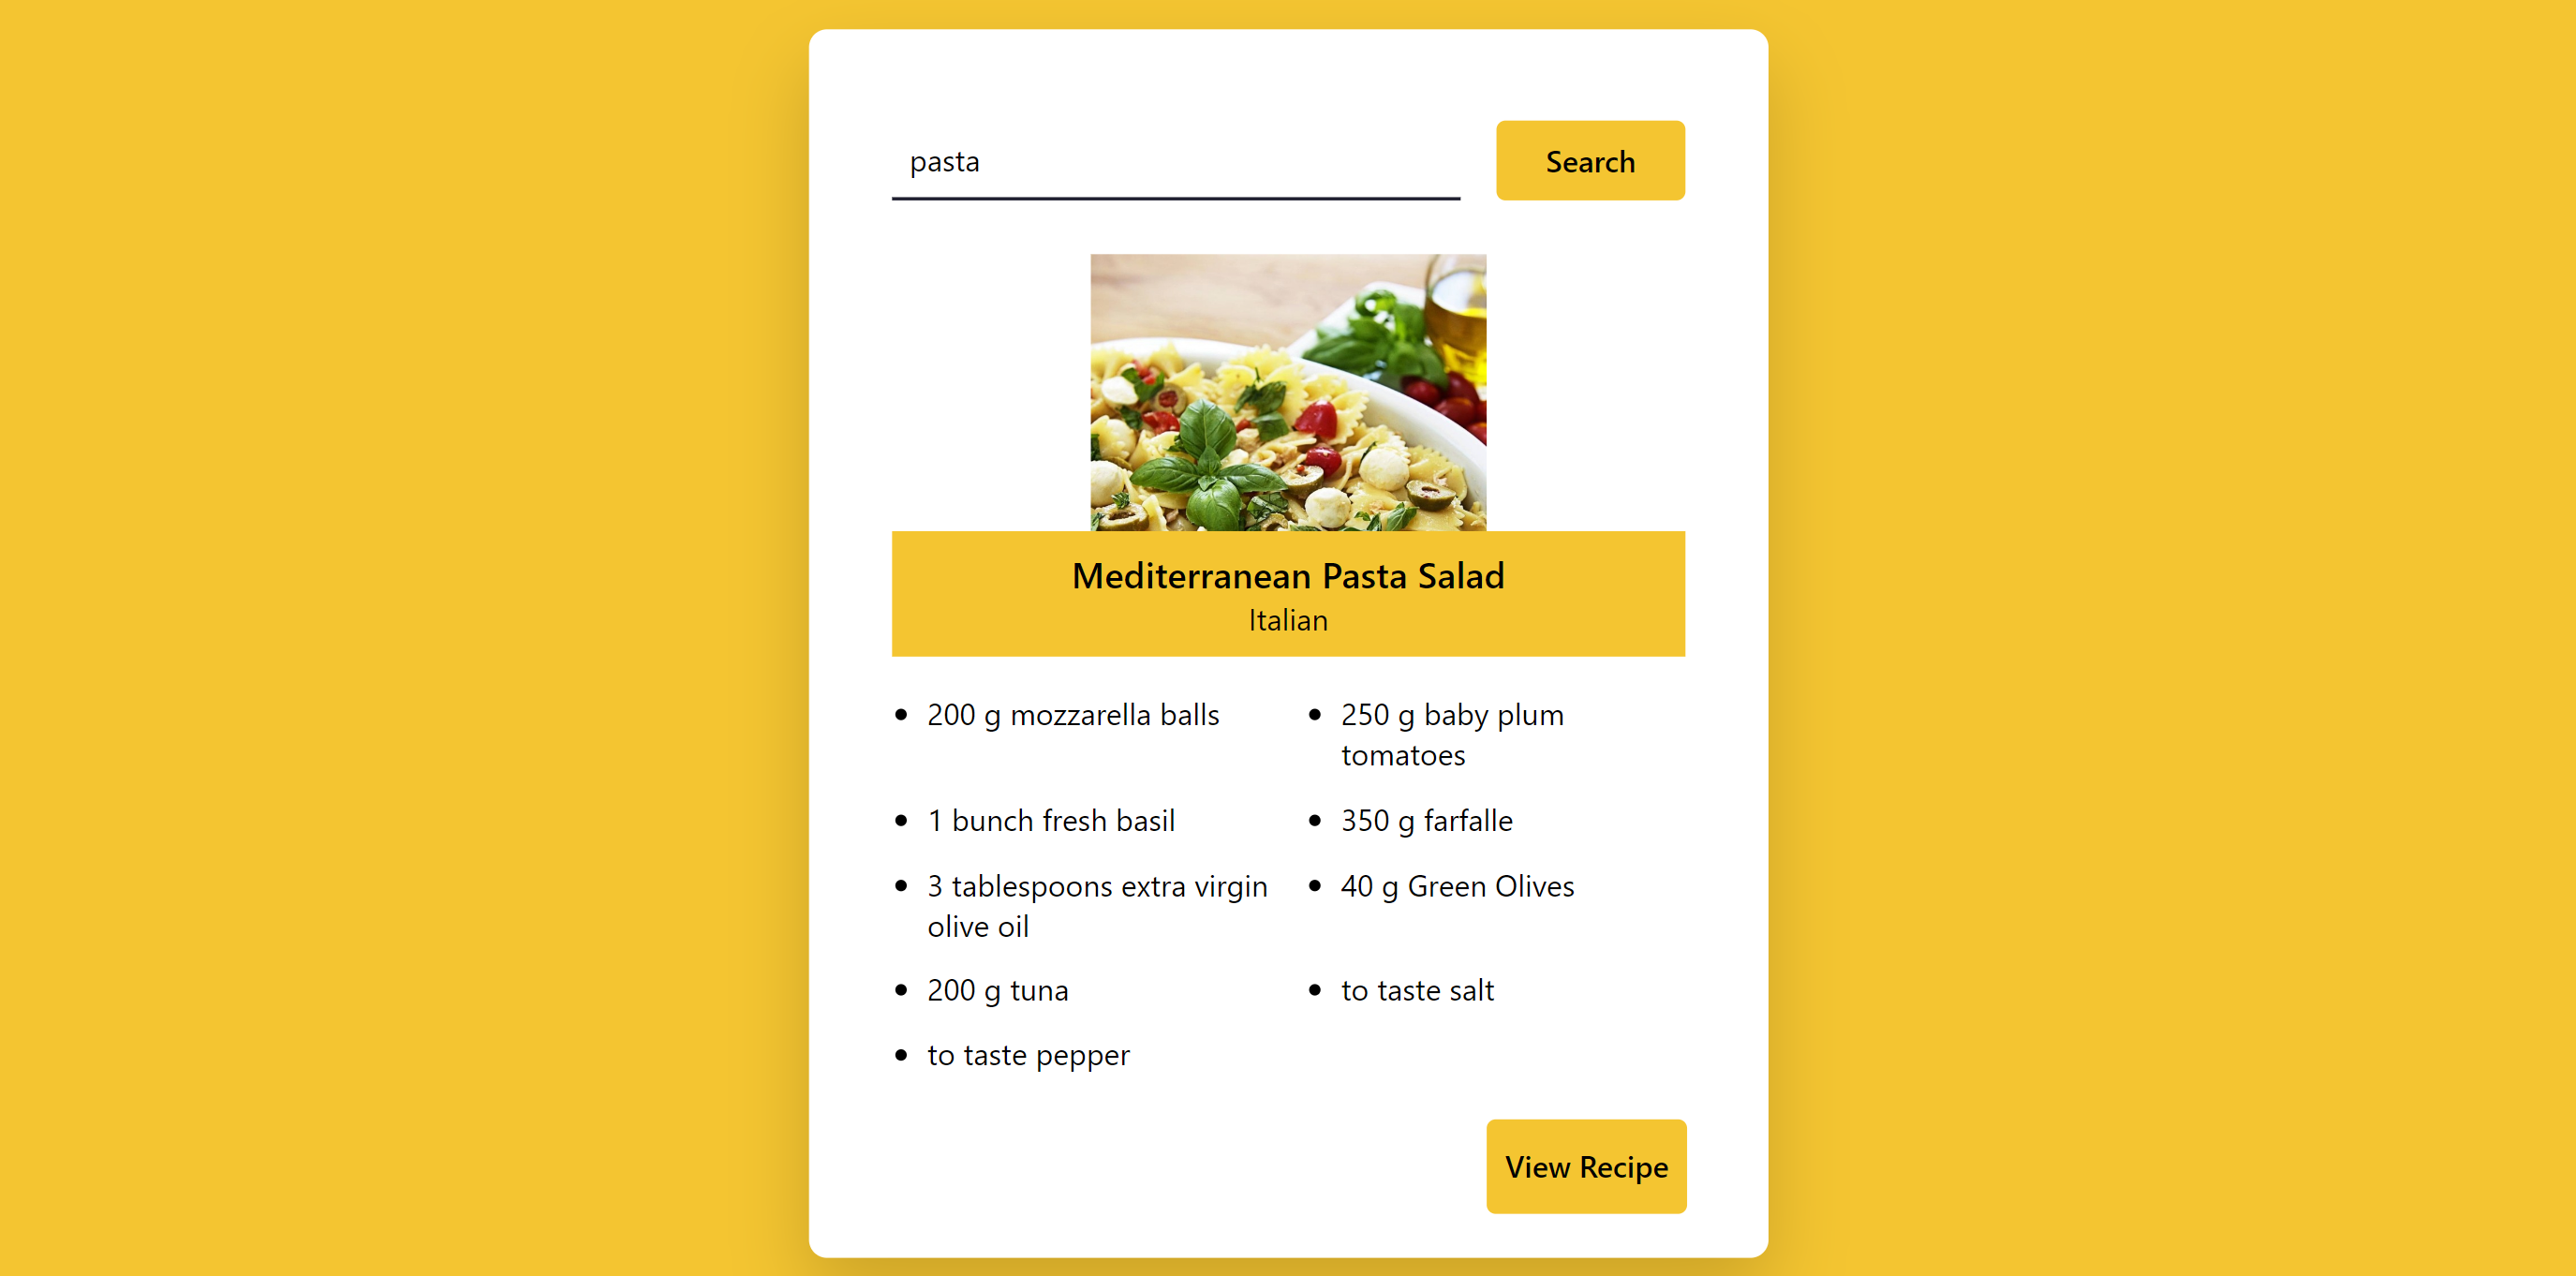 pasta
Search
Mediterranean Pasta Salad
Italian
200 g mozzarella balls
250 g baby plum
tomatoes
1 bunch fresh basil
350 g farfalle
3 tablespoons extra virgin
olive oil
40 g Green Olives
200 g tuna
to taste salt
to taste pepper
View Recipe